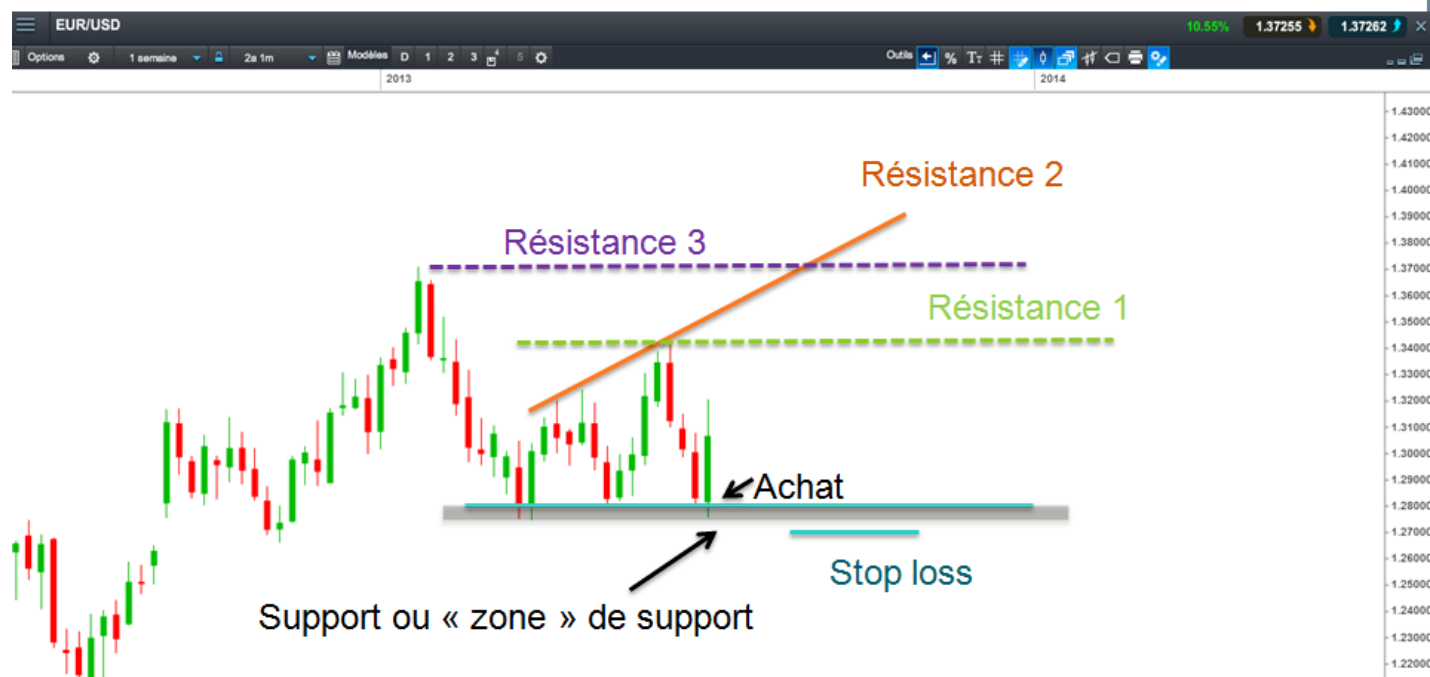 EUR/USD
10.55% 1.37255 1.37262
Options 1 semaine 2a 1m Modèles D 1 2 3 4 5 Outils % TT
2013 2014
1.43000
1.42000
1.41000
Résistance 2
1.40000
1.39000
Résistance 3
1.38000
1.37000
1.36000
Résistance 1
1.35000
1.34000
1.33000
1.32000
1.31000
1.30000
Achat
1.29000
1.28000
1.27000
Stop loss
1.26000
1.25000
Support ou « zone » de support
1.24000
1.23000
1.22000